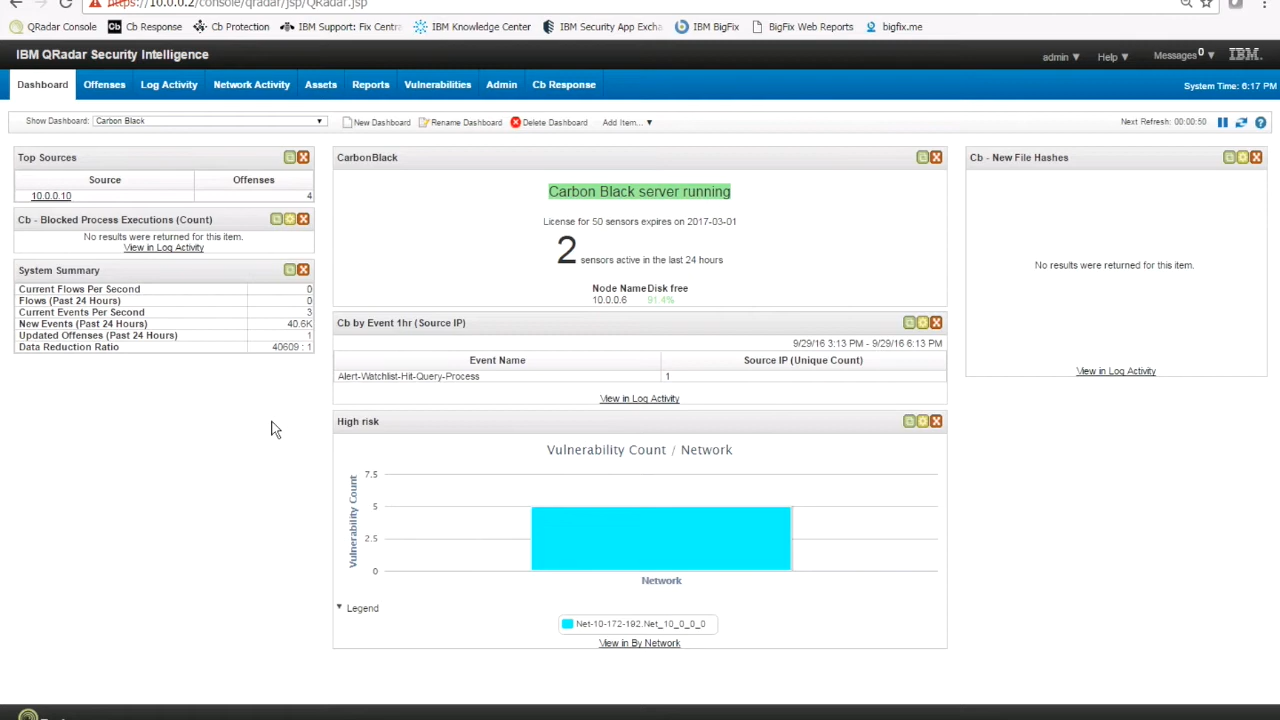 https://10.0.0.2/console/qradar/jsp/QRadar.jsp
QRadar Console Cb Response Cb Protection IBM Support: Fix Centra IBM Knowledge Center IBM Security App Excha IBM BigFix BigFix Web Reports bigfix.me
IBM QRadar Security Intelligence
admin ▼ Help ▼ Messages 0 ▼ IBM.
Dashboard Offenses Log Activity Network Activity Assets Reports Vulnerabilities Admin Cb Response System Time: 6:17 PM
Show Dashboard: Carbon Black ▼ New Dashboard Rename Dashboard Delete Dashboard Add Item... ▼ Next Refresh: 00:00:50
Top Sources
Source Offenses
10.0.0.10 4
Cb - Blocked Process Executions (Count)
No results were returned for this item.
View in Log Activity
System Summary
Current Flows Per Second 0
Flows (Past 24 Hours) 0
Current Events Per Second 3
New Events (Past 24 Hours) 40.6K
Updated Offenses (Past 24 Hours) 1
Data Reduction Ratio 40609 : 1
CarbonBlack
Carbon Black server running
License for 50 sensors expires on 2017-03-01
2 sensors active in the last 24 hours
Node Name Disk free
10.0.0.6 91.4%
Cb by Event 1hr (Source IP)
9/29/16 3:13 PM - 9/29/16 6:13 PM
Event Name Source IP (Unique Count)
Alert-Watchlist-Hit-Query-Process 1
View in Log Activity
High risk
Vulnerability Count / Network
Vulnerability Count
7.5
5
2.5
0
Network
▼ Legend
Net-10-172-192.Net_10_0_0_0
View in By Network
Cb - New File Hashes
No results were returned for this item.
View in Log Activity